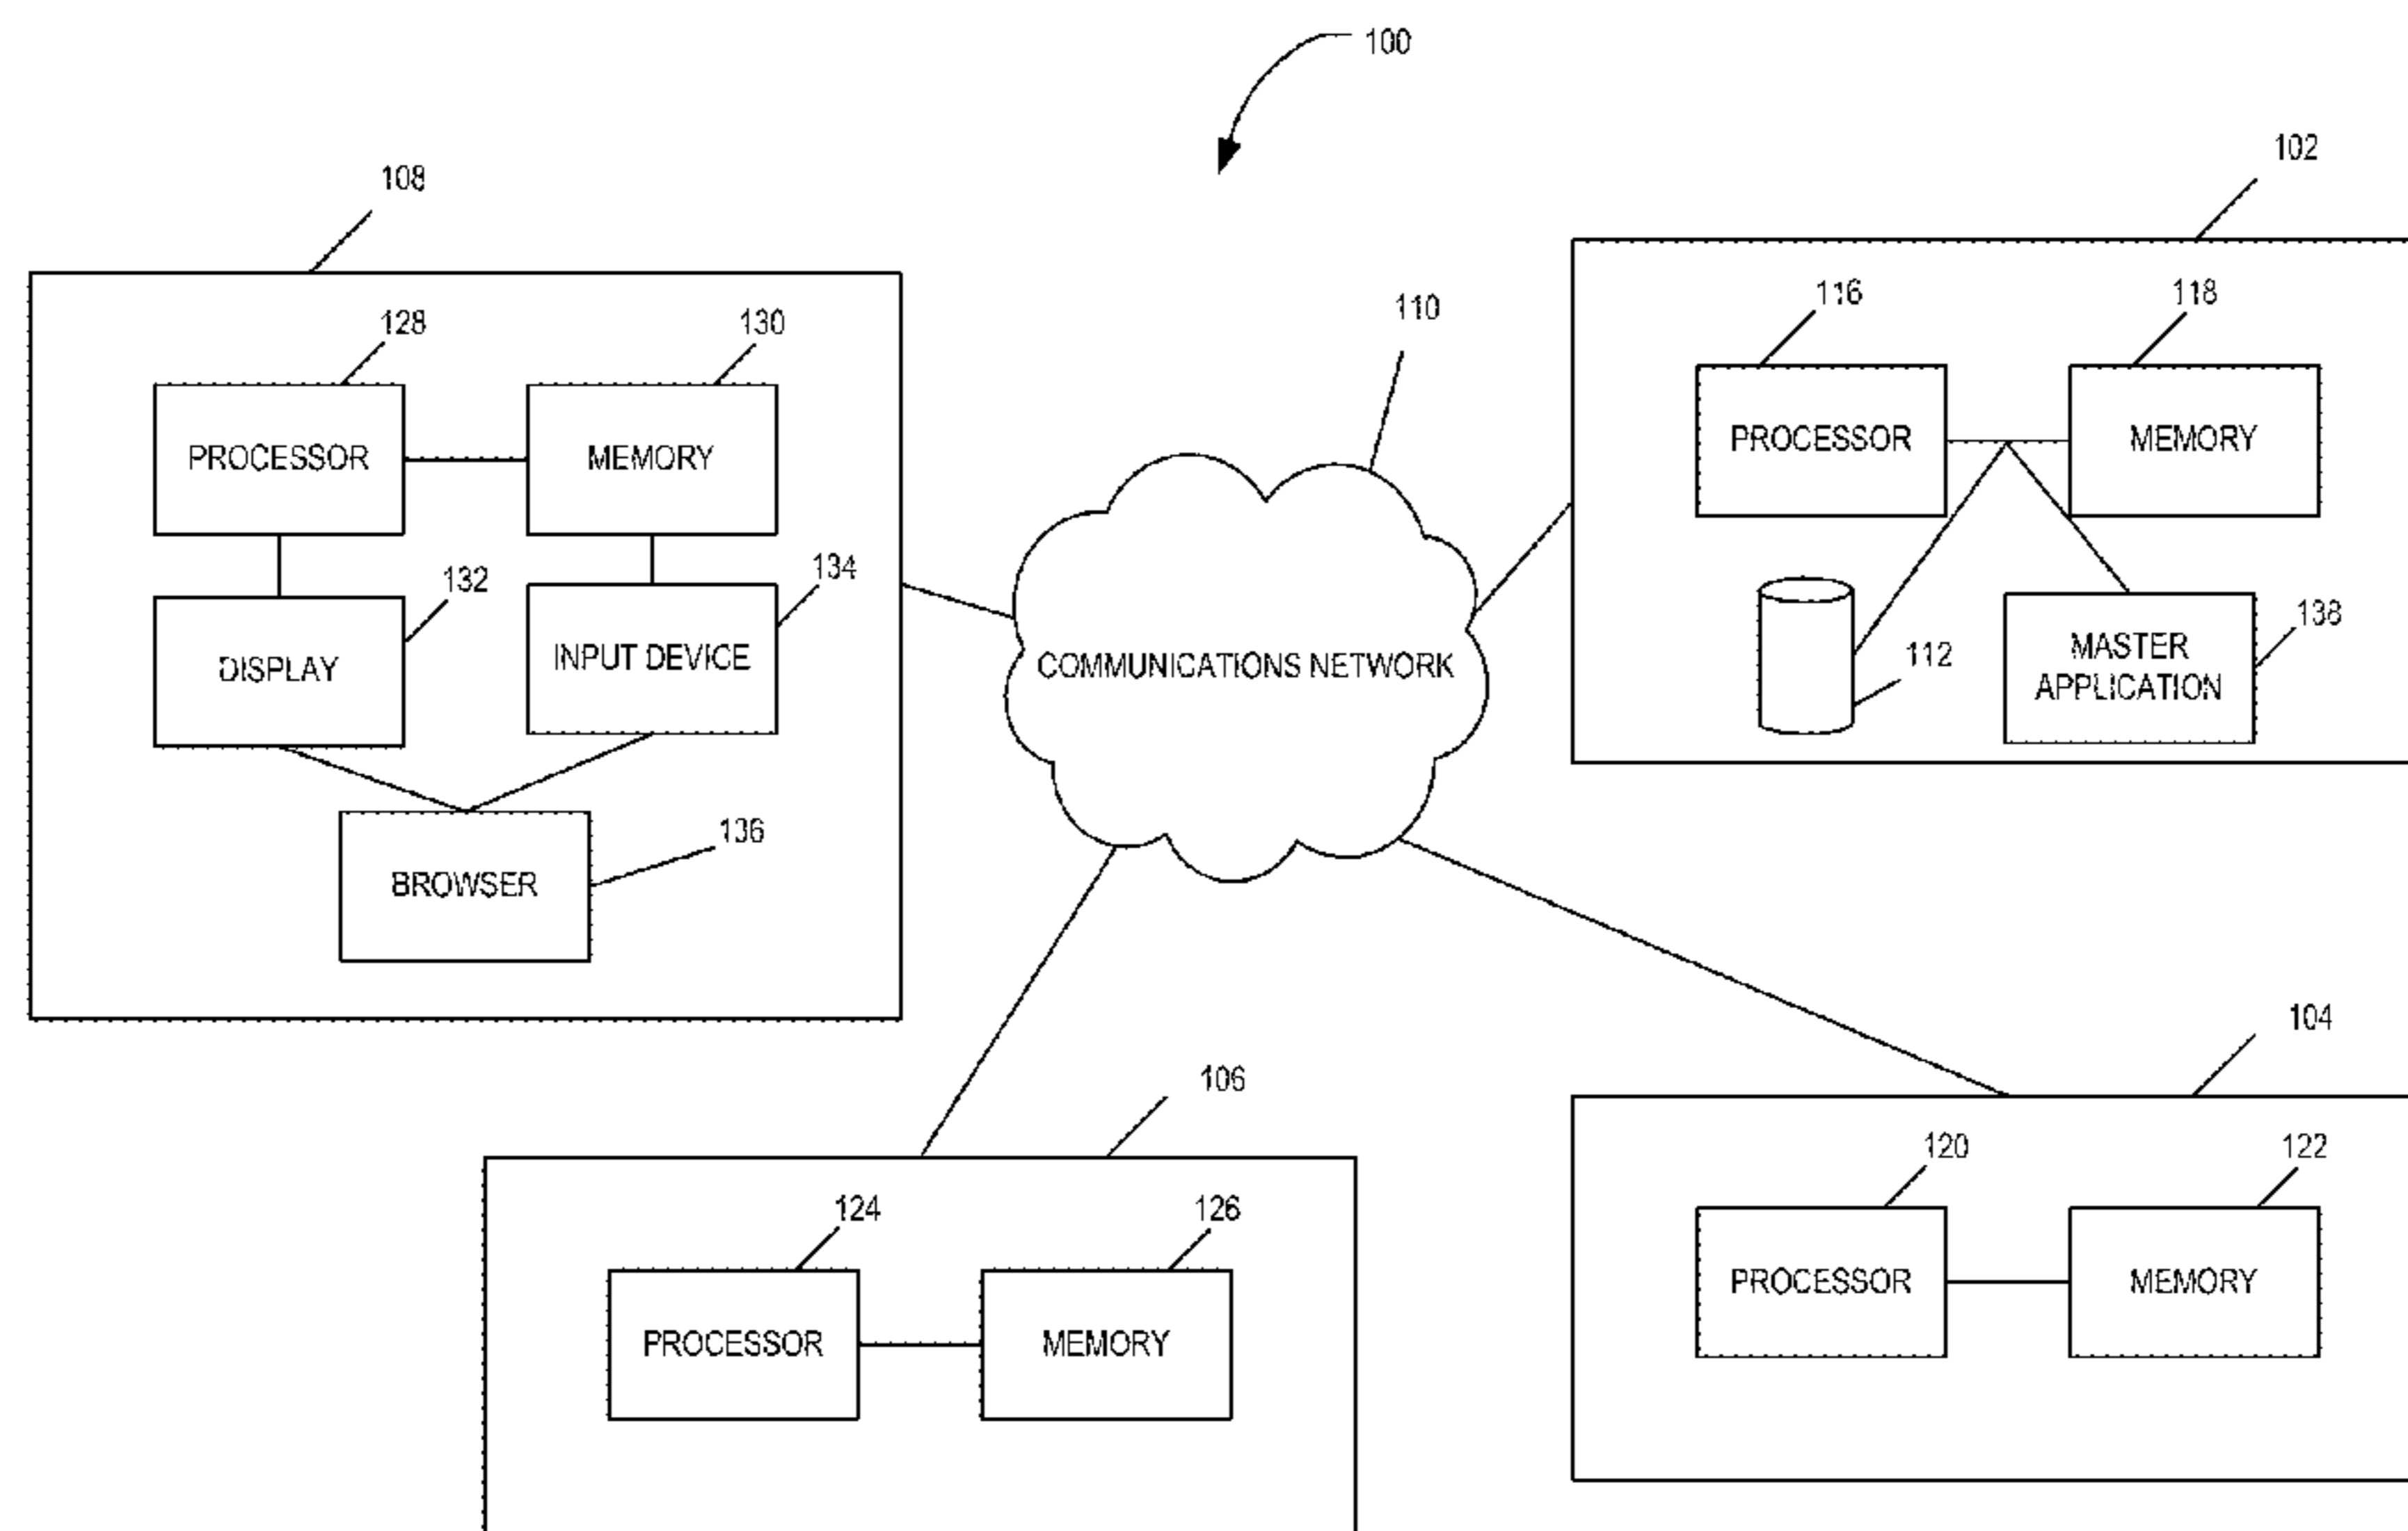 100
102
108
110
116
118
128
130
PROCESSOR
MEMORY
PROCESSOR
MEMORY
132
134
138
DISPLAY
INPUT DEVICE
COMMUNICATIONS NETWORK
112
MASTER
APPLICATION
136
BROWSER
104
106
120
122
124
126
PROCESSOR
MEMORY
PROCESSOR
MEMORY